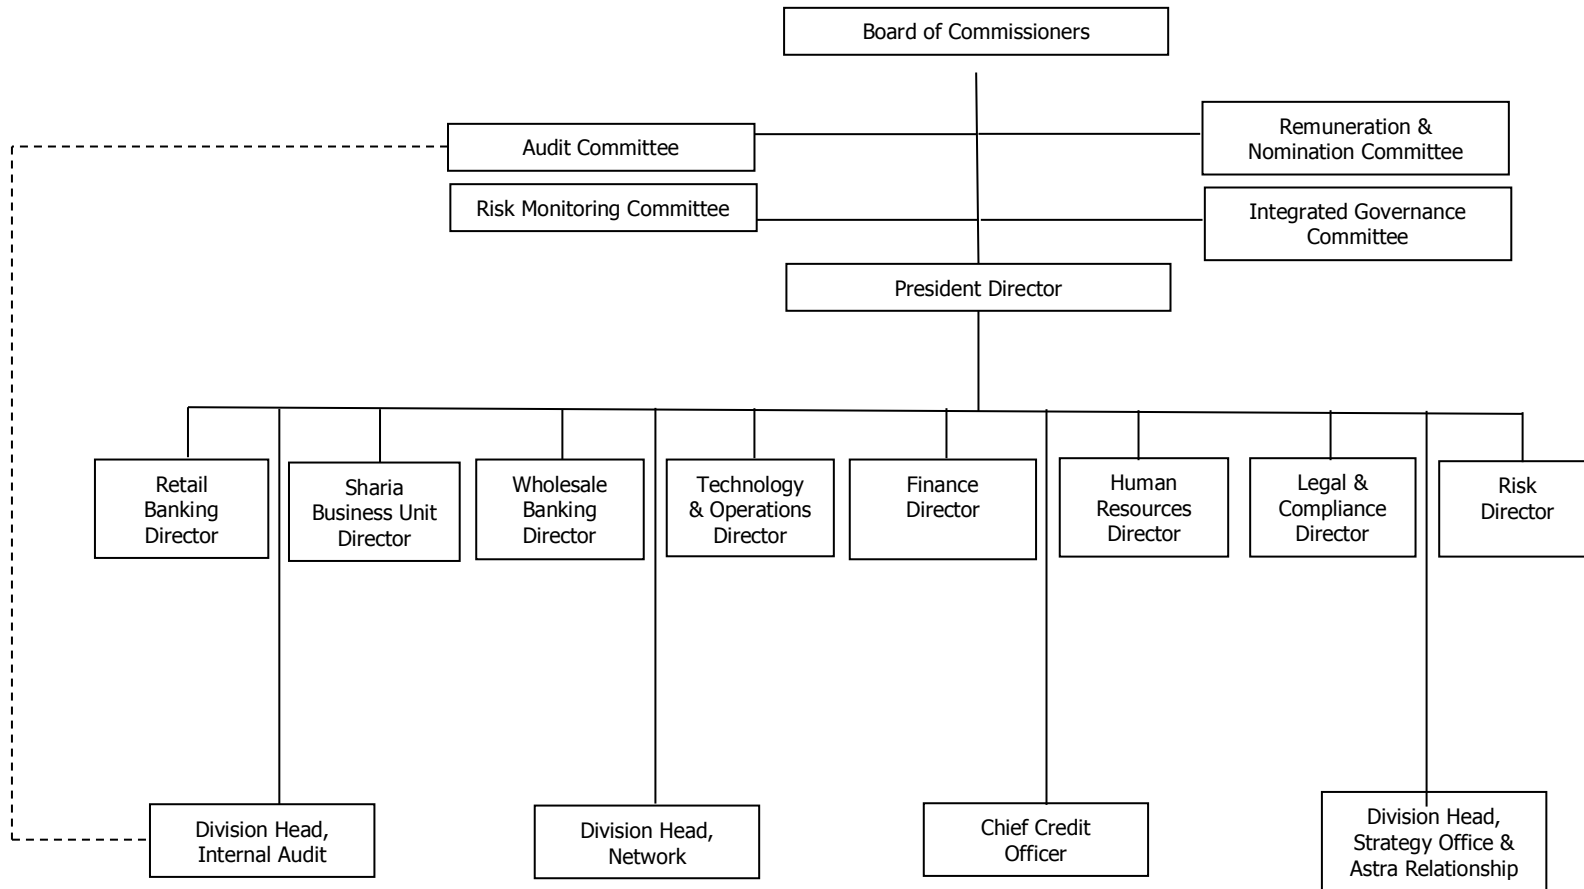 Board of Commissioners
Audit Committee
Remuneration &
Nomination Committee
Risk Monitoring Committee
Integrated Governance
Committee
President Director
Retail
Banking
Director
Sharia
Business Unit
Director
Wholesale
Banking
Director
Technology
& Operations
Director
Finance
Director
Human
Resources
Director
Legal &
Compliance
Director
Risk
Director
Division Head,
Internal Audit
Division Head,
Network
Chief Credit
Officer
Division Head,
Strategy Office &
Astra Relationship